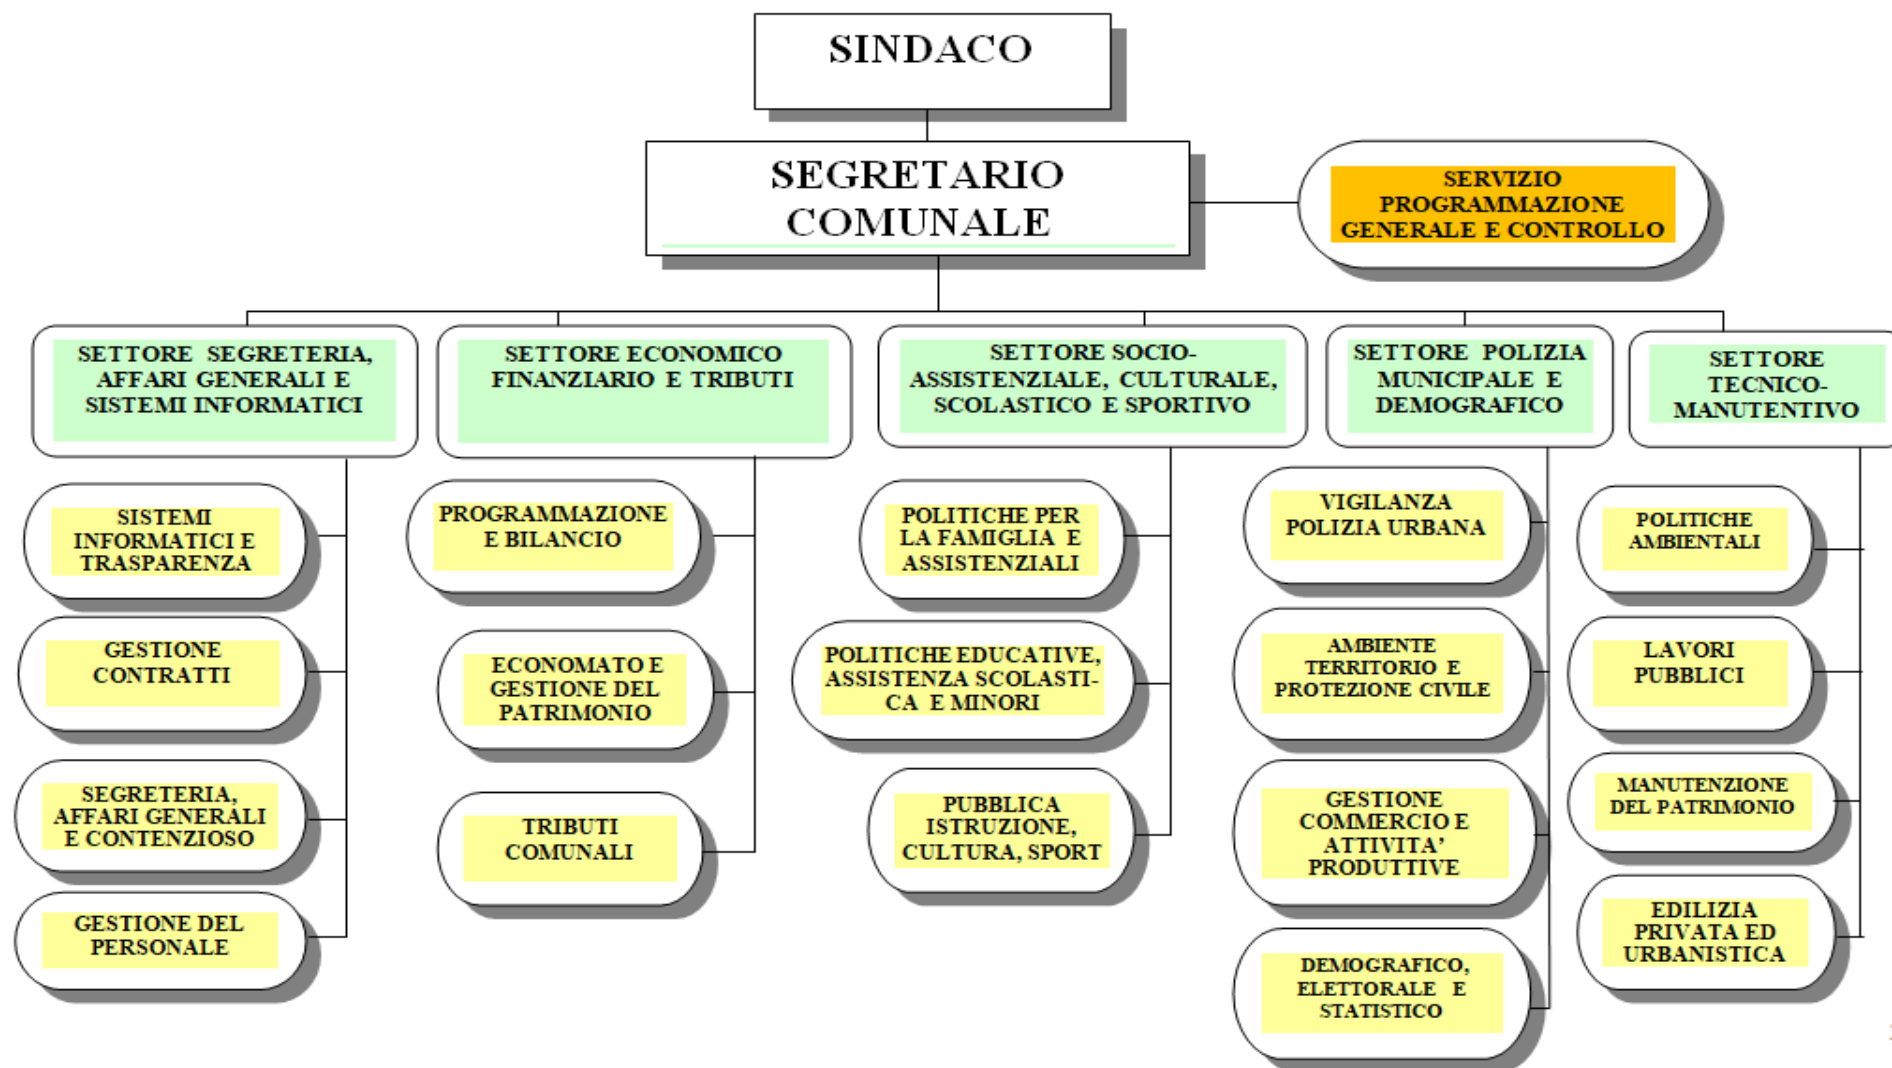 SINDACO
SEGRETARIO
COMUNALE
SERVIZIO
PROGRAMMAZIONE
GENERALE E CONTROLLO
SETTORE SEGRETERIA,
AFFARI GENERALI E
SISTEMI INFORMATICI
SETTORE ECONOMICO
FINANZIARIO E TRIBUTI
SETTORE SOCIO-
ASSISTENZIALE, CULTURALE,
SCOLASTICO E SPORTIVO
SETTORE POLIZIA
MUNICIPALE E
DEMOGRAFICO
SETTORE
TECNICO-
MANUTENTIVO
SISTEMI
INFORMATICI E
TRASPARENZA
GESTIONE
CONTRATTI
SEGRETERIA,
AFFARI GENERALI
E CONTENZIOSO
GESTIONE DEL
PERSONALE
PROGRAMMAZIONE
E BILANCIO
ECONOMATO E
GESTIONE DEL
PATRIMONIO
TRIBUTI
COMUNALI
POLITICHE PER
LA FAMIGLIA E
ASSISTENZIALI
POLITICHE EDUCATIVE,
ASSISTENZA SCOLASTI-
CA E MINORI
PUBBLICA
ISTRUZIONE,
CULTURA, SPORT
VIGILANZA
POLIZIA URBANA
AMBIENTE
TERRITORIO E
PROTEZIONE CIVILE
GESTIONE
COMMERCIO E
ATTIVITA’
PRODUTTIVE
DEMOGRAFICO,
ELETTORALE E
STATISTICO
POLITICHE
AMBIENTALI
LAVORI
PUBBLICI
MANUTENZIONE
DEL PATRIMONIO
EDILIZIA
PRIVATA ED
URBANISTICA